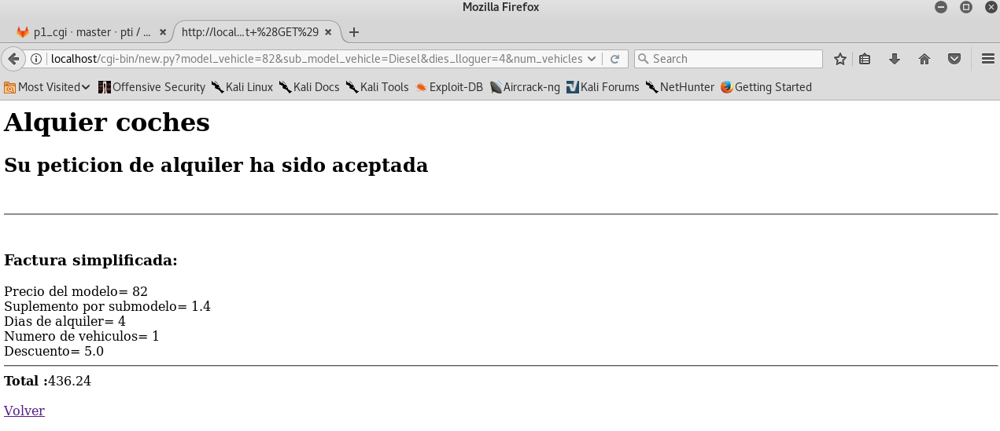 Mozilla Firefox
p1_cgi · master · pti / ...
http://local...t+%28GET%29
localhost/cgi-bin/new.py?model_vehicle=82&sub_model_vehicle=Diesel&dies_lloguer=4&num_vehicles
Search
Most Visited Offensive Security Kali Linux Kali Docs Kali Tools Exploit-DB Aircrack-ng Kali Forums NetHunter Getting Started
Alquier coches
Su peticion de alquiler ha sido aceptada
Factura simplificada:
Precio del modelo= 82
Suplemento por submodelo= 1.4
Dias de alquiler= 4
Numero de vehiculos= 1
Descuento= 5.0
Total :436.24
Volver